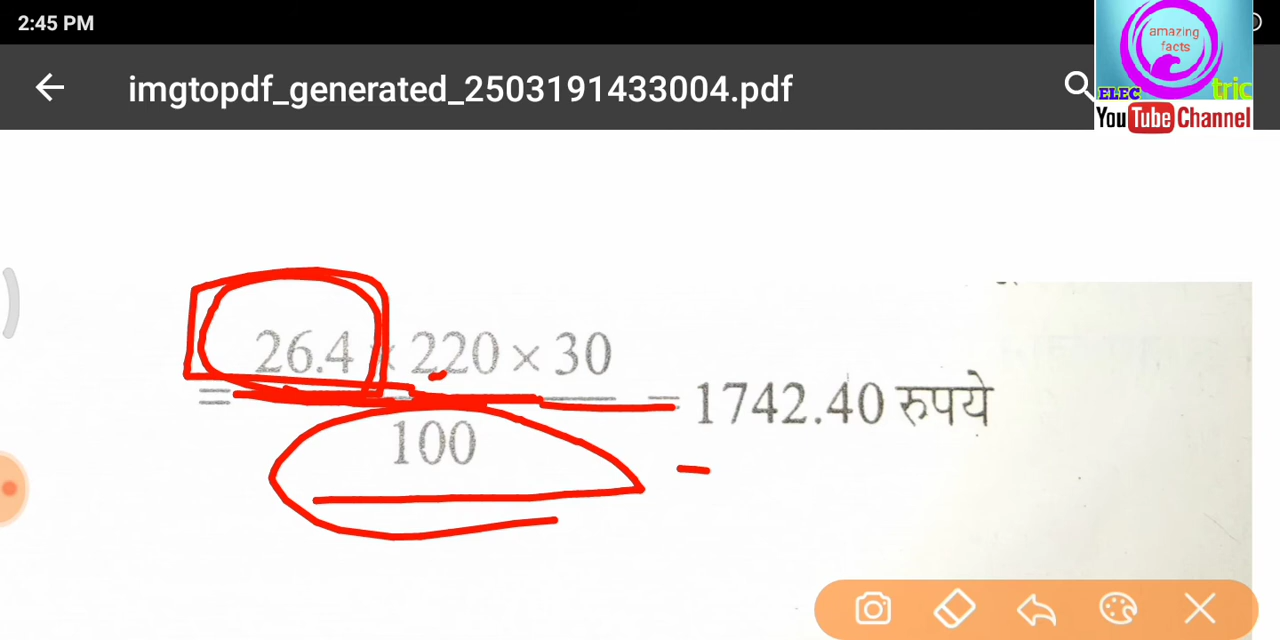 2:45 PM
imgtopdf_generated_2503191433004.pdf
amazing
facts
ELEC tric
YouTube Channel
= 26.4 × 220 × 30 / 100 = 1742.40 रुपये